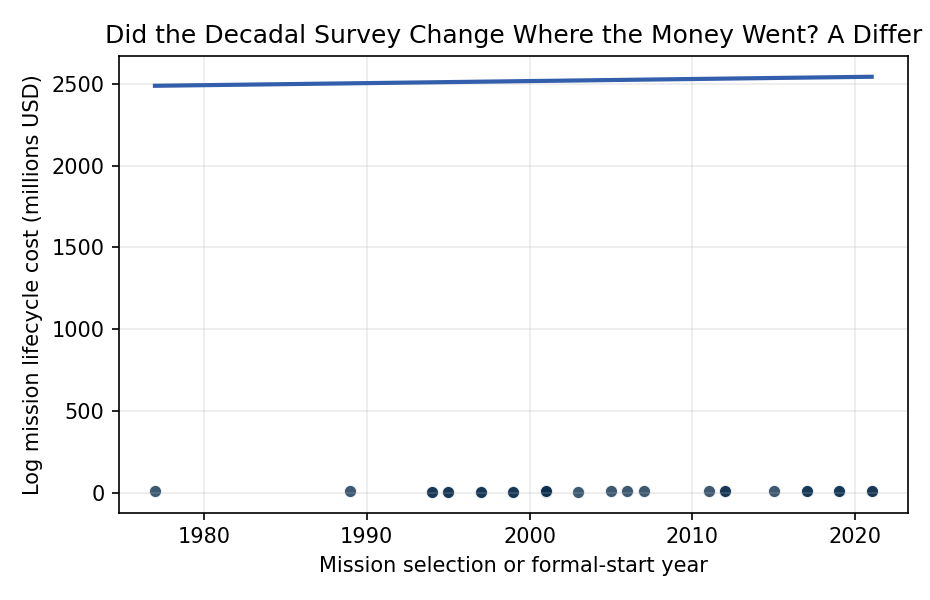 Did the Decadal Survey Change Where the Money Went? A Differ
Log mission lifecycle cost (millions USD)
2500
2000
1500
1000
500
0
1980 1990 2000 2010 2020
Mission selection or formal-start year